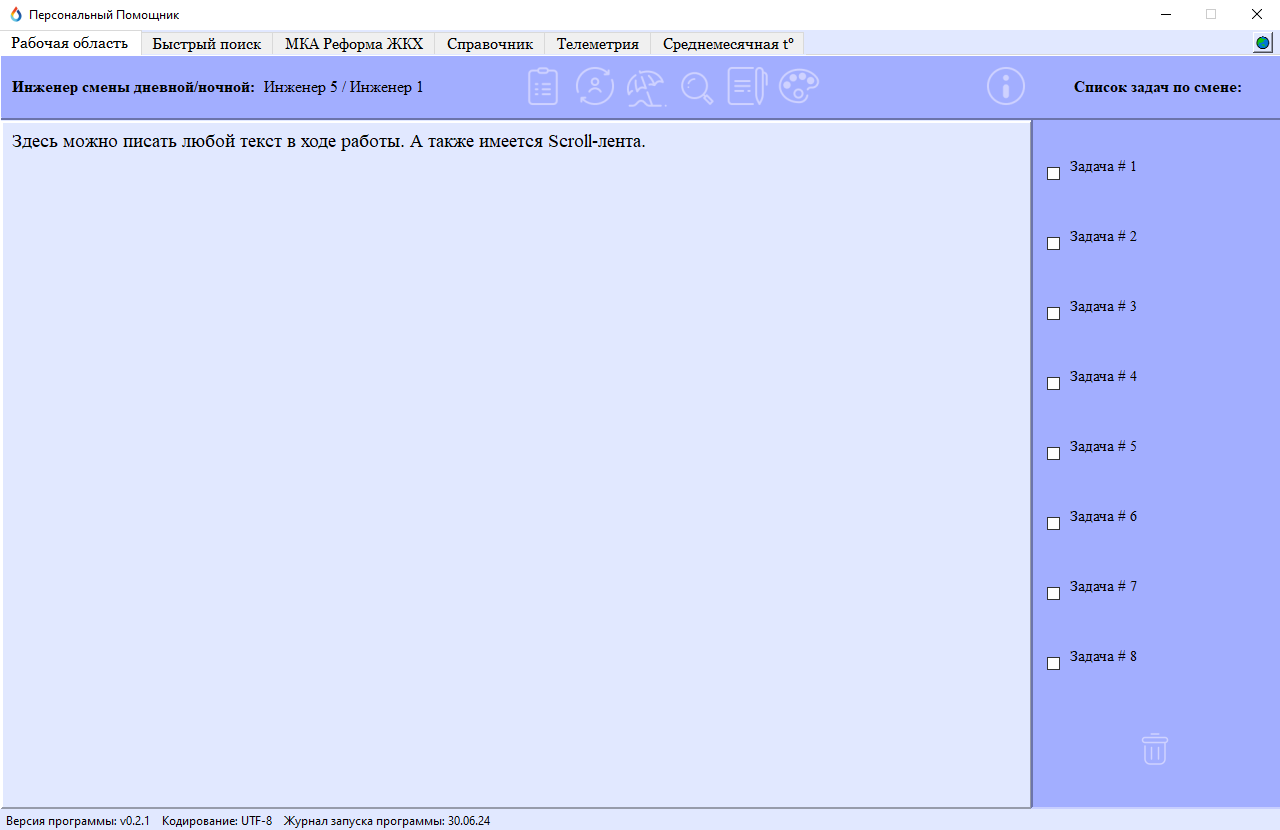 Персональный Помощник
Рабочая область Быстрый поиск МКА Реформа ЖКХ Справочник Телеметрия Среднемесячная t°
Инженер смены дневной/ночной: Инженер 5 / Инженер 1
Список задач по смене:
Здесь можно писать любой текст в ходе работы. А также имеется Scroll-лента.
Задача # 1
Задача # 2
Задача # 3
Задача # 4
Задача # 5
Задача # 6
Задача # 7
Задача # 8
Версия программы: v0.2.1 Кодирование: UTF-8 Журнал запуска программы: 30.06.24